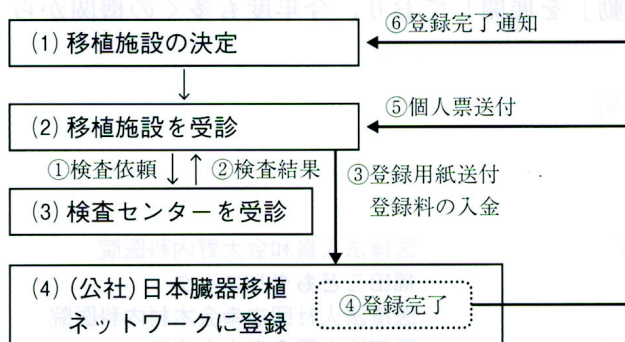 (1) 移植施設の決定
⑥登録完了通知
(2) 移植施設を受診
⑤個人票送付
①検査依頼
②検査結果
③登録用紙送付
登録料の入金
(3) 検査センターを受診
(4) (公社)日本臓器移植
ネットワークに登録
④登録完了